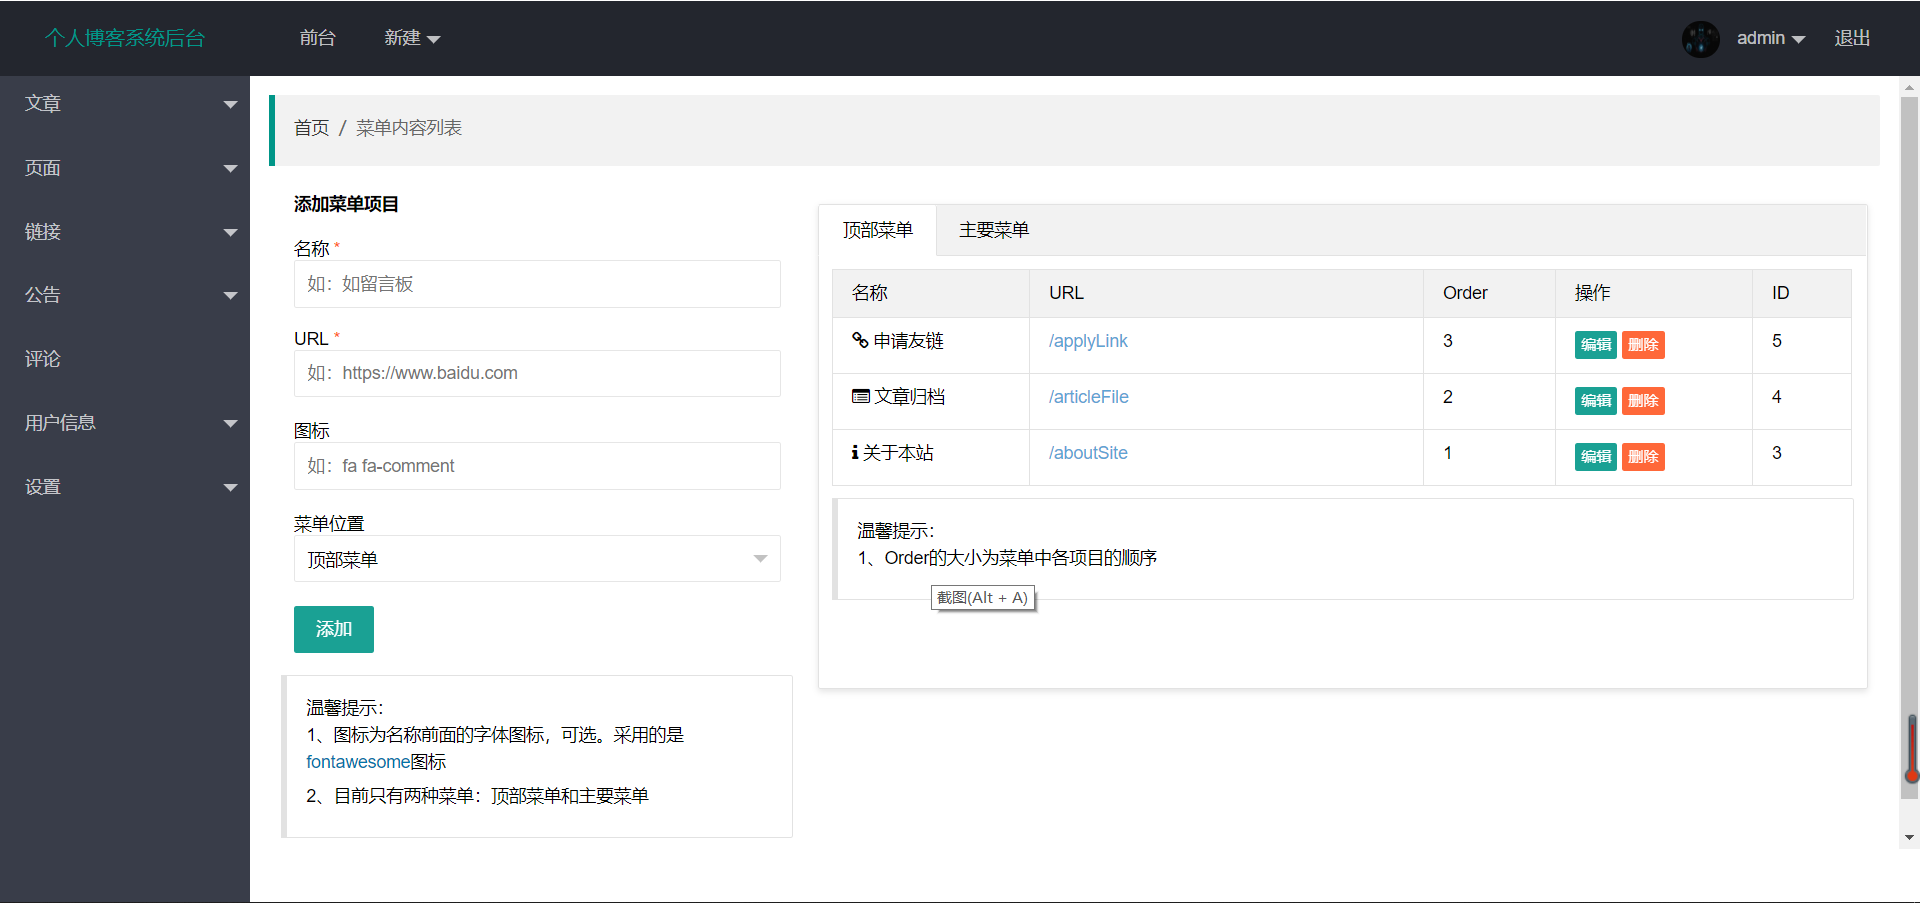 个人博客系统后台
前台
新建
admin
退出
文章
页面
链接
公告
评论
用户信息
设置
首页 / 菜单内容列表
添加菜单项目
名称 *
如：如留言板
URL *
如：https://www.baidu.com
图标
如：fa fa-comment
菜单位置
顶部菜单
添加
温馨提示：
1、图标为名称前面的字体图标，可选。采用的是
fontawesome图标
2、目前只有两种菜单：顶部菜单和主要菜单
顶部菜单 主要菜单
名称 URL Order 操作 ID
申请友链 /applyLink 3 编辑 删除 5
文章归档 /articleFile 2 编辑 删除 4
关于本站 /aboutSite 1 编辑 删除 3
温馨提示：
1、Order的大小为菜单中各项目的顺序
截图(Alt + A)